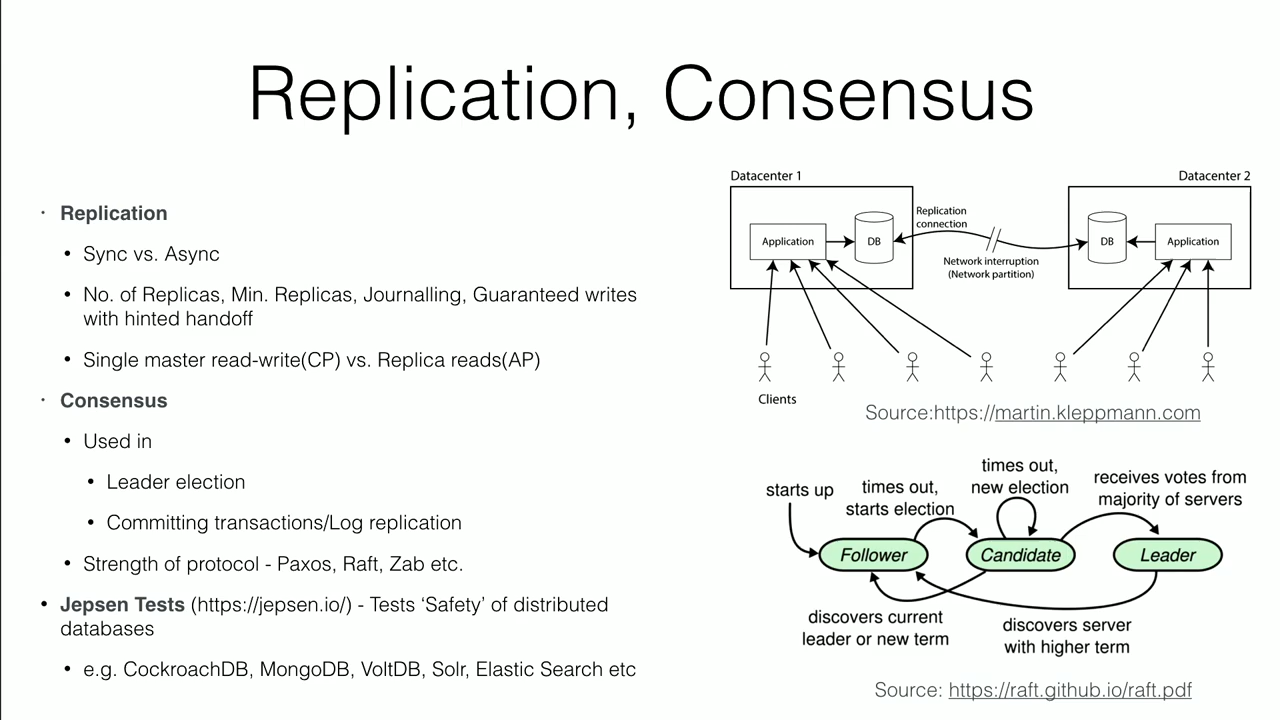 Replication, Consensus
• Replication
• Sync vs. Async
• No. of Replicas, Min. Replicas, Journalling, Guaranteed writes
with hinted handoff
• Single master read-write(CP) vs. Replica reads(AP)
• Consensus
• Used in
• Leader election
• Committing transactions/Log replication
• Strength of protocol - Paxos, Raft, Zab etc.
• Jepsen Tests (https://jepsen.io/) - Tests ‘Safety’ of distributed
databases
• e.g. CockroachDB, MongoDB, VoltDB, Solr, Elastic Search etc
Datacenter 1
Datacenter 2
Application
DB
Replication
connection
Network interruption
(Network partition)
DB
Application
Clients
Source:https://martin.kleppmann.com
starts up
times out,
starts election
times out,
new election
receives votes from
majority of servers
Follower
Candidate
Leader
discovers current
leader or new term
discovers server
with higher term
Source: https://raft.github.io/raft.pdf